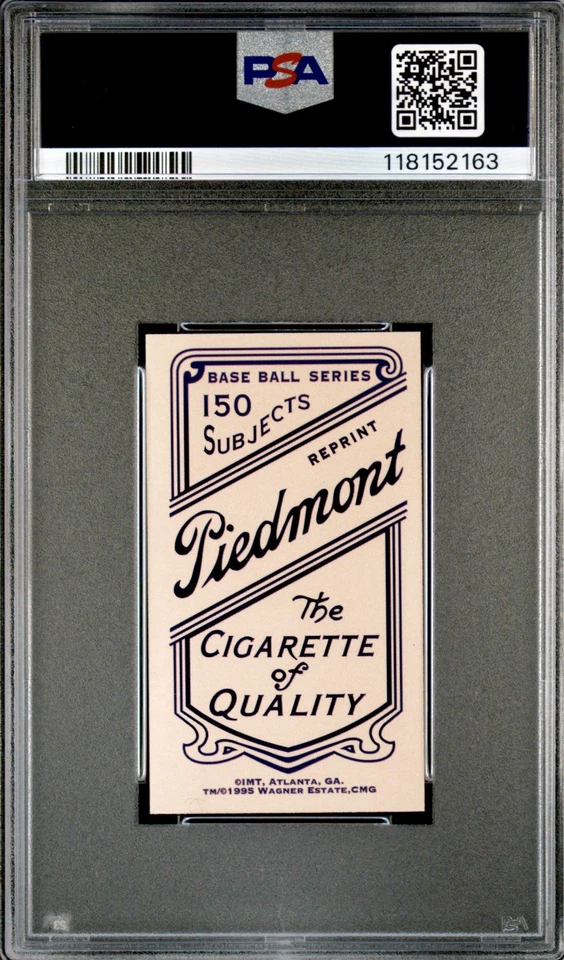 PSA
118152163
BASE BALL SERIES
150
SUBJECTS
REPRINT
Piedmont
The
CIGARETTE
of
QUALITY
©IMT, ATLANTA, GA.
TM/©1995 WAGNER ESTATE,CMG